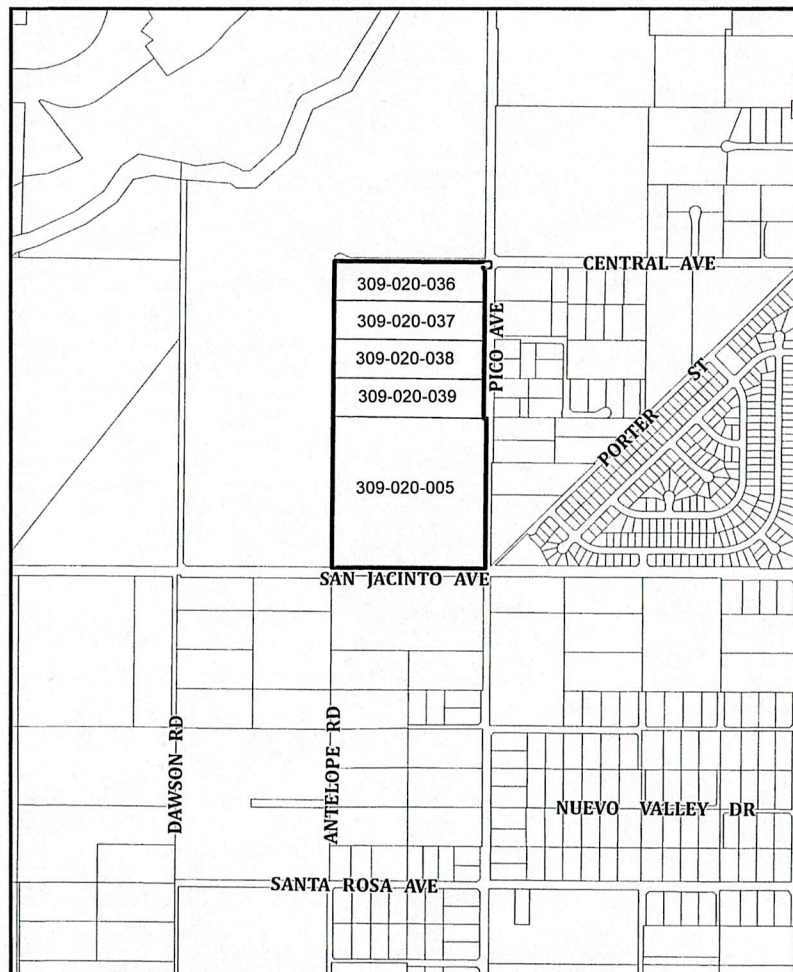 CENTRAL AVE
309-020-036
309-020-037
PICO AVE
309-020-038
309-020-039
PORTER ST
309-020-005
SAN JACINTO AVE
DAWSON RD
ANTELOPE RD
NUEVO VALLEY DR
SANTA ROSA AVE